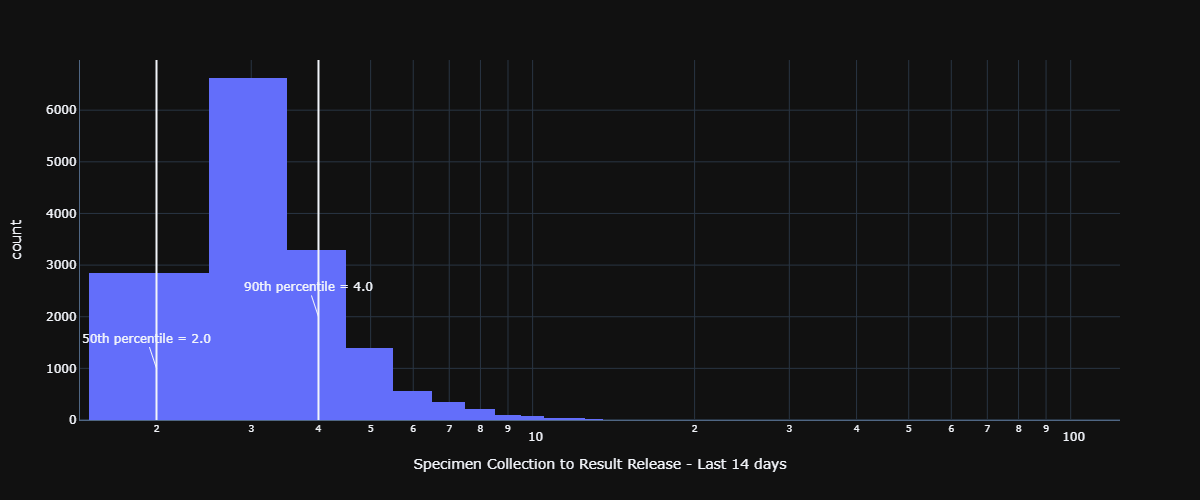 6000
5000
4000
3000
2000
1000
0
count
90th percentile = 4.0
50th percentile = 2.0
2 3 4 5 6 7 8 9 10 2 3 4 5 6 7 8 9 100
Specimen Collection to Result Release - Last 14 days